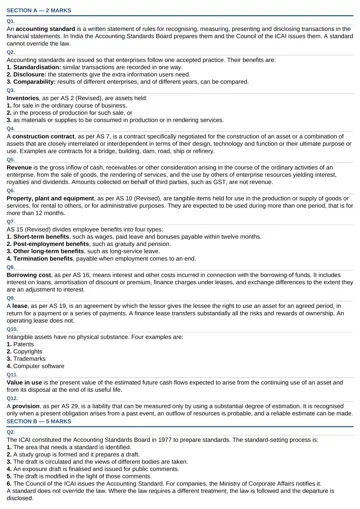 SECTION A — 2 MARKS
Q1.
An accounting standard is a written statement of rules of recognising, measuring, presenting and disclosing transactions in the
financial statements. In India the Accounting Standards Board prepares them and the Council of the ICAI issues them. A standard
cannot override the law.
Q2.
Accounting standards are issued so that enterprises follow one accepted practice. Their benefits are:
1. Standardisation: similar transactions are recorded in one way.
2. Disclosure: the statements give the extra information users need.
3. Comparability: results of different enterprises, and of different years, can be compared.
Q3.
Inventories, as per AS 2 (Revised), are assets held:
1. for sale in the ordinary course of business,
2. in the process of production for such sale, or
3. as materials or supplies to be consumed in production or in rendering services.
Q4.
A construction contract, as per AS 7, is a contract specifically negotiated for the construction of an asset or a combination of
assets that are closely interrelated or interdependent in terms of their design, technology and function or their ultimate purpose or
use. Examples are contracts for a bridge, building, dam, road, ship or refinery.
Q5.
Revenue is the gross inflow of cash, receivables or other consideration arising in the course of the ordinary activities of an
enterprise, from the sale of goods, the rendering of services, and the use by others of enterprise resources yielding interest,
royalties and dividends. Amounts collected on behalf of third parties, such as GST, are not revenue.
Q6.
Property, plant and equipment, as per AS 10 (Revised), are tangible items held for use in the production or supply of goods or
services, for rental to others, or for administrative purposes. They are expected to be used during more than one period, that is for
more than 12 months.
Q7.
AS 15 (Revised) divides employee benefits into four types:
1. Short-term benefits, such as wages, paid leave and bonuses payable within twelve months.
2. Post-employment benefits, such as gratuity and pension.
3. Other long-term benefits, such as long-service leave.
4. Termination benefits, payable when employment comes to an end.
Q8.
Borrowing cost, as per AS 16, means interest and other costs incurred in connection with the borrowing of funds. It includes
interest on loans, amortisation of discount or premium, finance charges under leases, and exchange differences to the extent they
are an adjustment to interest.
Q9.
A lease, as per AS 19, is an agreement by which the lessor gives the lessee the right to use an asset for an agreed period, in
return for a payment or a series of payments. A finance lease transfers substantially all the risks and rewards of ownership. An
operating lease does not.
Q10.
Intangible assets have no physical substance. Four examples are:
1. Patents
2. Copyrights
3. Trademarks
4. Computer software
Q11.
Value in use is the present value of the estimated future cash flows expected to arise from the continuing use of an asset and
from its disposal at the end of its useful life.
Q12.
A provision, as per AS 29, is a liability that can be measured only by using a substantial degree of estimation. It is recognised
only when a present obligation arises from a past event, an outflow of resources is probable, and a reliable estimate can be made.
SECTION B — 5 MARKS
Q2.
The ICAI constituted the Accounting Standards Board in 1977 to prepare standards. The standard-setting process is:
1. The area that needs a standard is identified.
2. A study group is formed and it prepares a draft.
3. The draft is circulated and the views of different bodies are taken.
4. An exposure draft is finalised and issued for public comments.
5. The draft is modified in the light of those comments.
6. The Council of the ICAI issues the Accounting Standard. For companies, the Ministry of Corporate Affairs notifies it.
A standard does not override the law. Where the law requires a different treatment, the law is followed and the departure is
disclosed.